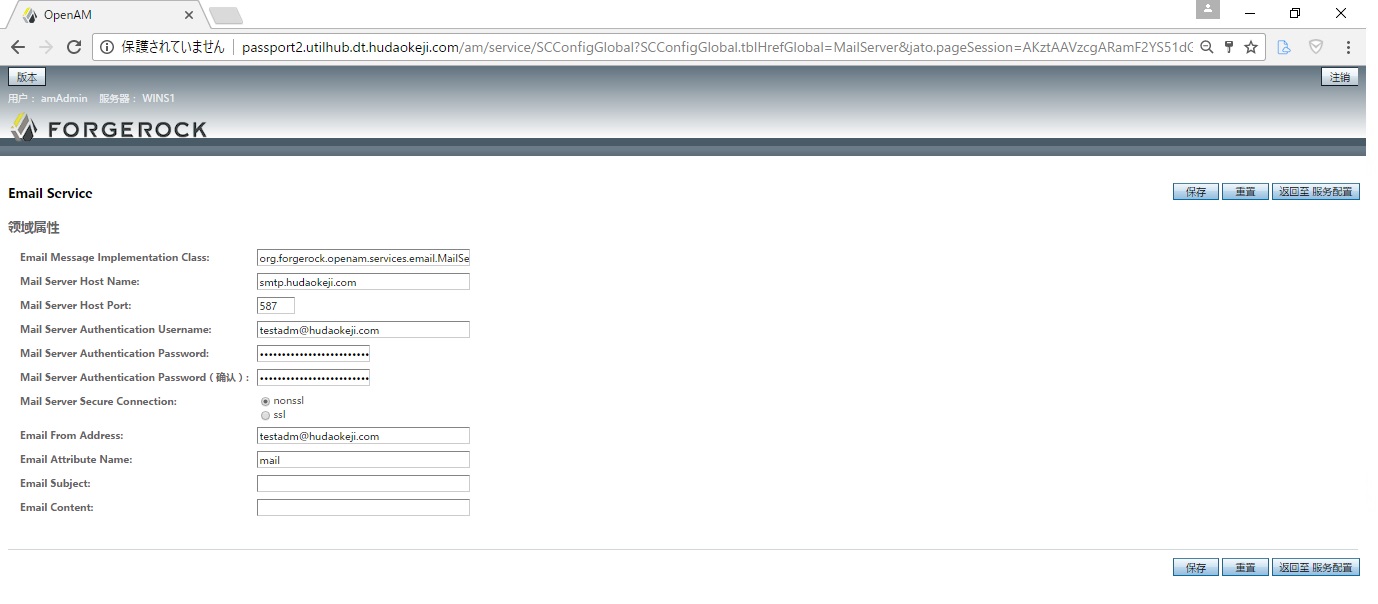 OpenAM
保護されていません passport2.utilhub.dt.hudaokeji.com/am/service/SCConfigGlobal?SCConfigGlobal.tblHrefGlobal=MailServer&jato.pageSession=AKztAAVzcgARamF2YS51dG
版本 注销
用户： amAdmin 服务器： WINS1
FORGEROCK
Email Service 保存 重置 返回至 服务配置
领域属性
Email Message Implementation Class: org.forgerock.openam.services.email.MailSe
Mail Server Host Name: smtp.hudaokeji.com
Mail Server Host Port: 587
Mail Server Authentication Username: testadm@hudaokeji.com
Mail Server Authentication Password: •••••••••••••••••••••••••
Mail Server Authentication Password（确认）: •••••••••••••••••••••••••
Mail Server Secure Connection: nonssl
ssl
Email From Address: testadm@hudaokeji.com
Email Attribute Name: mail
Email Subject:
Email Content:
保存 重置 返回至 服务配置